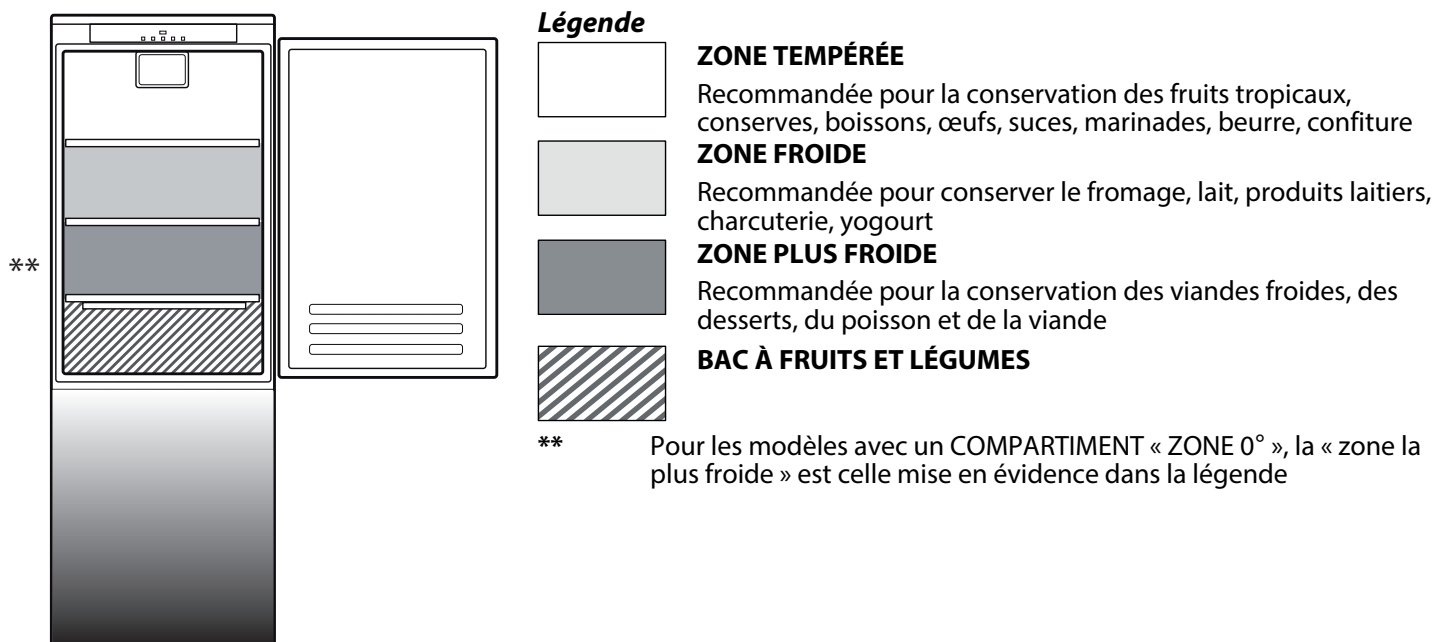 Légende
ZONE TEMPÉRÉE
Recommandée pour la conservation des fruits tropicaux,
conserves, boissons, œufs, suces, marinades, beurre, confiture
ZONE FROIDE
Recommandée pour conserver le fromage, lait, produits laitiers,
charcuterie, yogourt
ZONE PLUS FROIDE
Recommandée pour la conservation des viandes froides, des
desserts, du poisson et de la viande
BAC À FRUITS ET LÉGUMES
**
** Pour les modèles avec un COMPARTIMENT « ZONE 0° », la « zone la
plus froide » est celle mise en évidence dans la légende